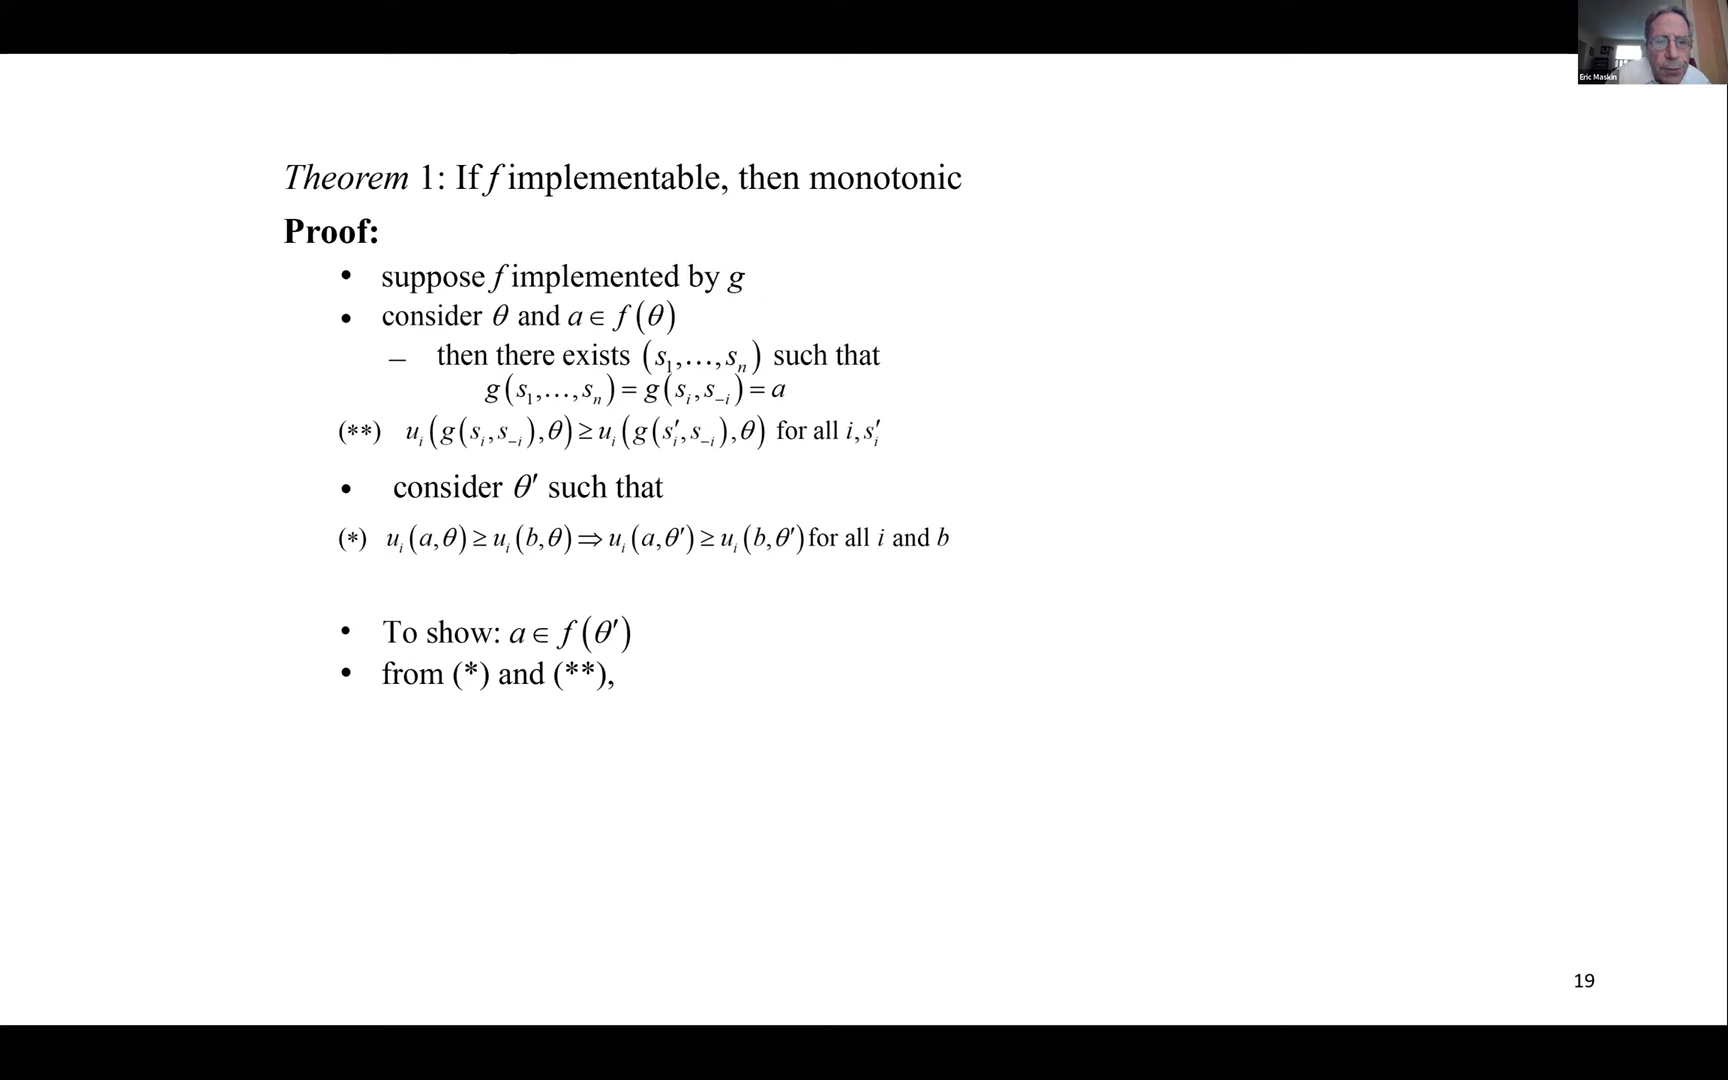 Eric Maskin
Theorem 1: If f implementable, then monotonic
Proof:
• suppose f implemented by g
• consider θ and a ∈ f(θ)
– then there exists (s₁,…,sₙ) such that
g(s₁,…,sₙ) = g(sᵢ,s₋ᵢ) = a
(**) uᵢ(g(sᵢ,s₋ᵢ),θ) ≥ uᵢ(g(s′ᵢ,s₋ᵢ),θ) for all i,s′ᵢ
• consider θ′ such that
(*) uᵢ(a,θ) ≥ uᵢ(b,θ) ⇒ uᵢ(a,θ′) ≥ uᵢ(b,θ′) for all i and b
• To show: a ∈ f(θ′)
• from (*) and (**),
19